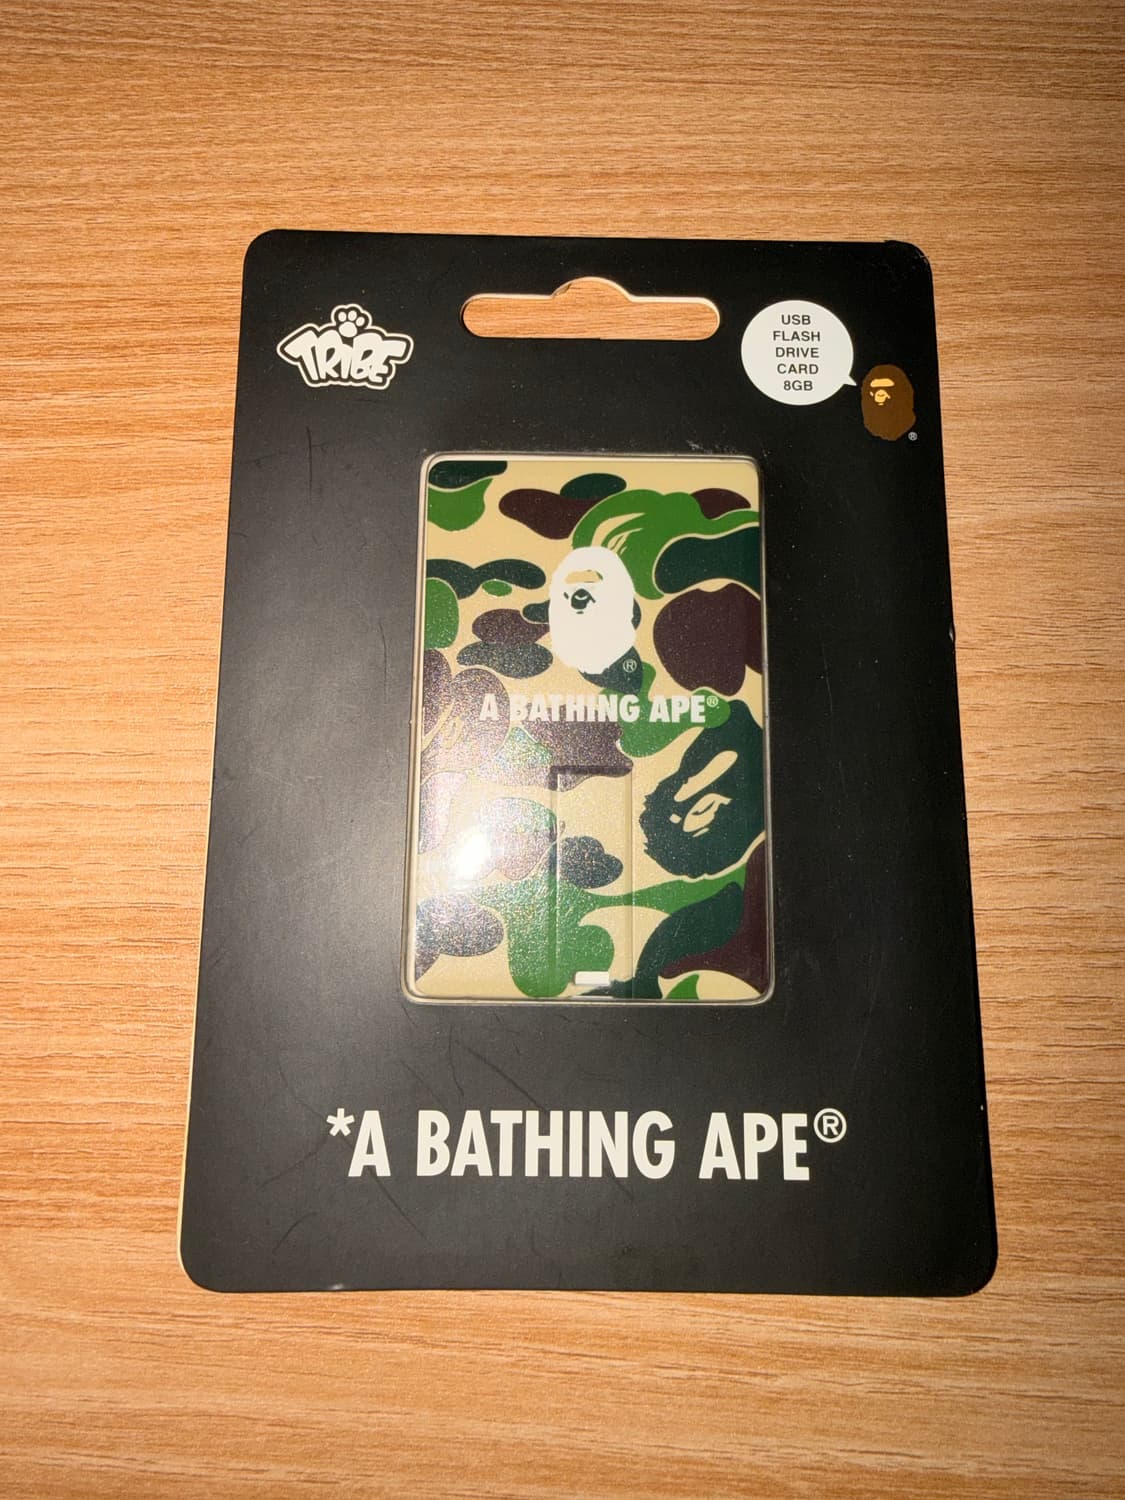 TRIBE
USB
FLASH
DRIVE
CARD
8GB
®
®
A BATHING APE®
*A BATHING APE®